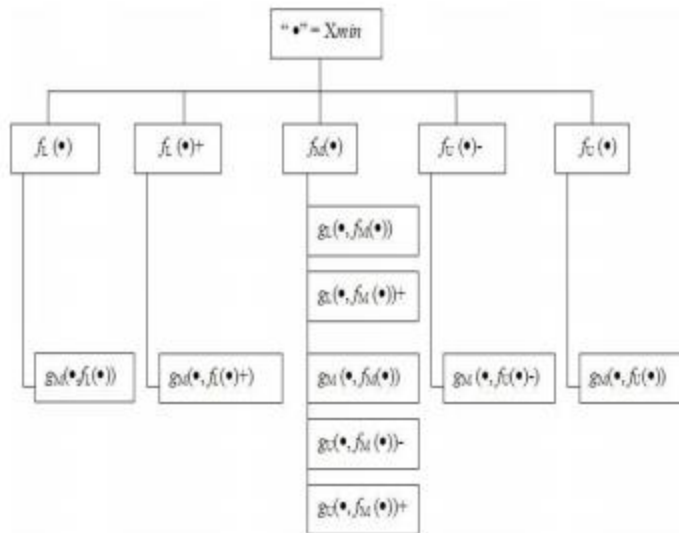 “ •” = Xmin
fL (•)
fL (•)+
fM(•)
fU (•)-
fU (•)
gL(•, fM(•))
gL(•, fM (•))+
gM(•,fL(•))
gM(•, fL(•)+)
gM (•, fM(•))
gM (•, fU(•)-)
gM(•, fU(•))
gU(•, fM (•))-
gU(•, fM (•))+